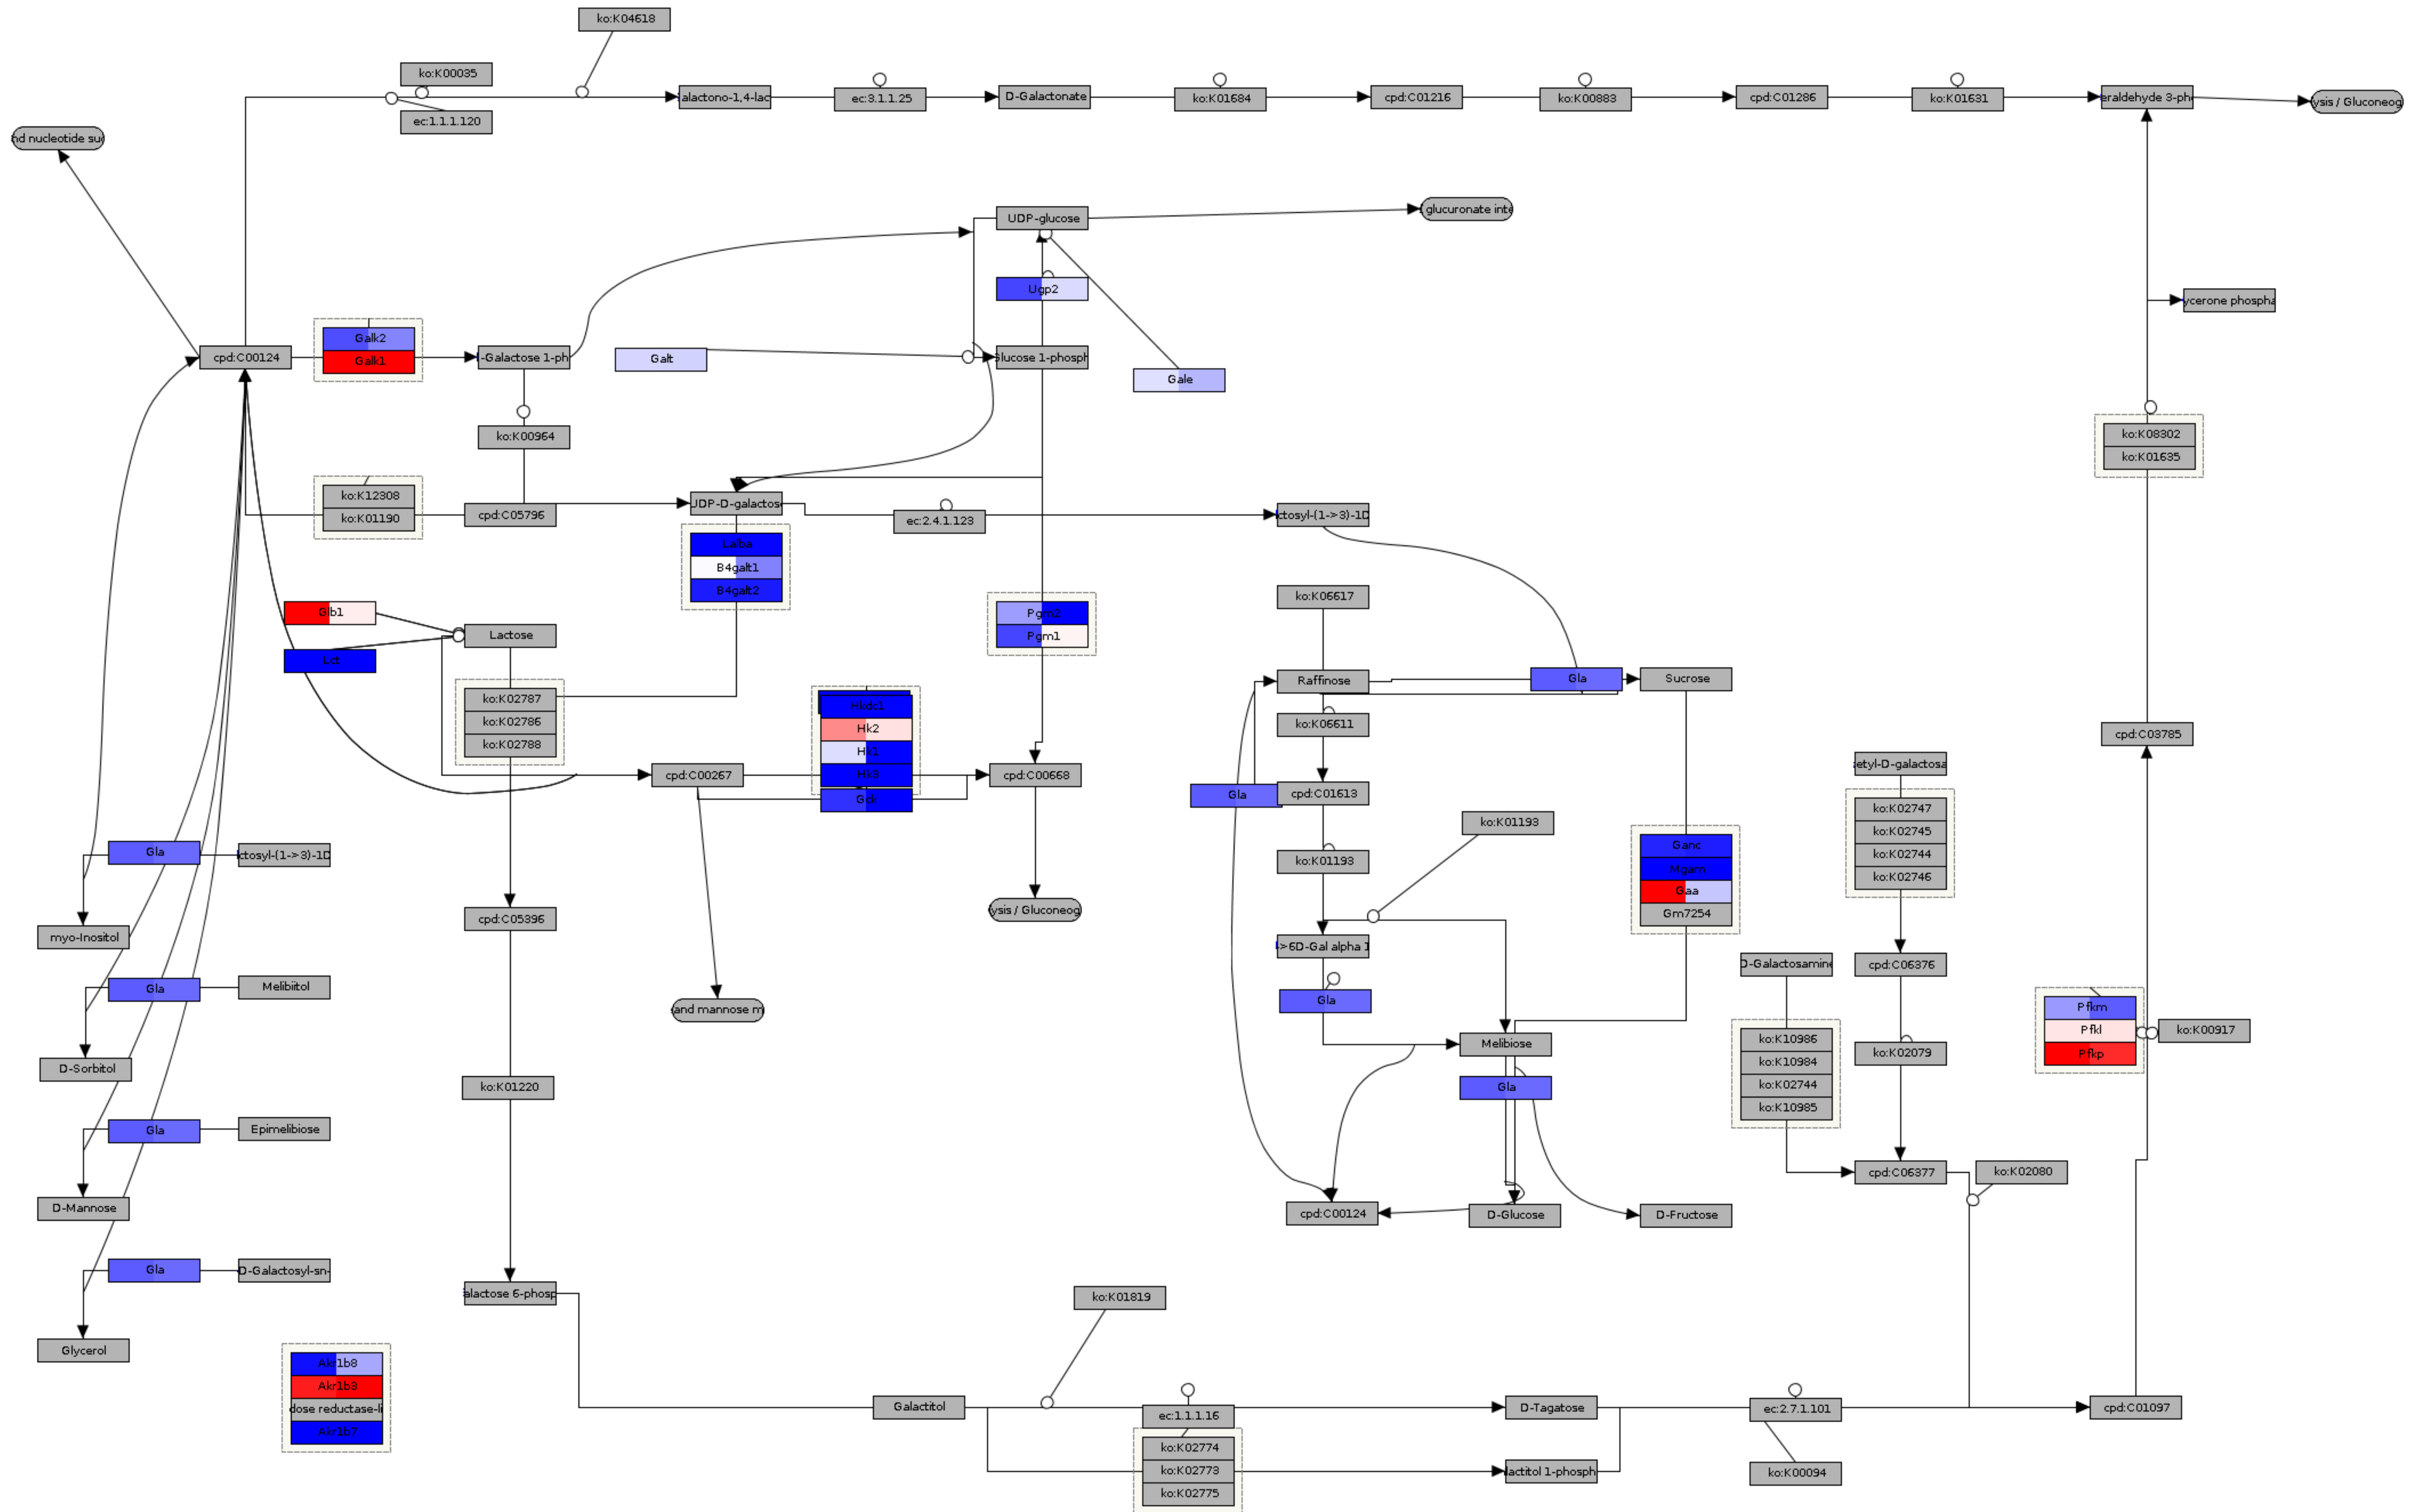 ko:K04618
ko:K00035
alactono-1,4-lact
ec:3.1.1.25
D-Galactonate
ko:K01684
cpd:C01216
ko:K00883
cpd:C01286
ko:K01631
eraldehyde 3-pho
ysis / Gluconeog
ec:1.1.1.120
nd nucleotide sug
UDP-glucose
glucuronate inte
Ugp2
ycerone phospha
Galk2
Galk1
cpd:C00124
-Galactose 1-ph
Galt
Glucose 1-phosph
Gale
ko:K00964
ko:K08302
ko:K01635
ko:K12308
ko:K01190
cpd:C05796
UDP-D-galactose
ec:2.4.1.123
ctosyl-(1->3)-1D
Lalba
B4galt1
B4galt2
ko:K06617
Glb1
Lactose
Pgm2
Pgm1
Lct
Raffinose
Gla
Sucrose
ko:K02787
ko:K02786
ko:K02788
Hkdc1
Hk2
Hk1
Hk3
Gck
ko:K06611
cpd:C03785
cpd:C00267
cpd:C00668
etyl-D-galactosa
Gla
cpd:C01613
ko:K02747
ko:K02745
ko:K02744
ko:K02746
ko:K01193
Gla
ctosyl-(1->3)-1D
ko:K01193
Ganc
Mgam
Gaa
Gm7254
cpd:C05396
ysis / Gluconeog
myo-Inositol
->6D-Gal alpha 1
D-Galactosamine
cpd:C06376
Gla
Melibiitol
and mannose m
Gla
Pfkm
Pfkl
Pfkp
ko:K00917
D-Sorbitol
Melibiose
ko:K10986
ko:K10984
ko:K02744
ko:K10985
ko:K02079
ko:K01220
Gla
Gla
Epimelibiose
cpd:C06377
ko:K02080
D-Mannose
cpd:C00124
D-Glucose
D-Fructose
Gla
D-Galactosyl-sn-
alactose 6-phosp
ko:K01819
Glycerol
Akr1b8
Akr1b3
dose reductase-li
Akr1b7
Galactitol
ec:1.1.1.16
D-Tagatose
ec:2.7.1.101
cpd:C01097
ko:K02774
ko:K02773
ko:K02775
lactitol 1-phosph
ko:K00094